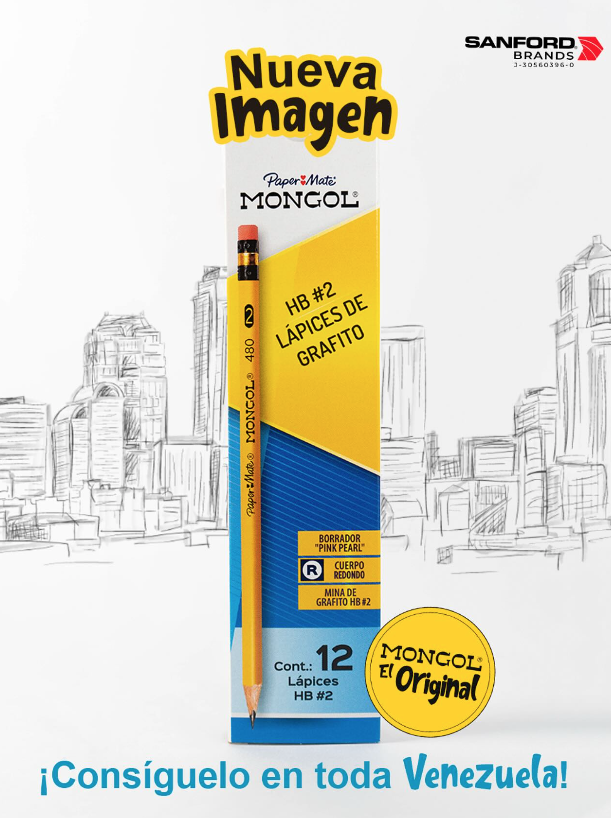 SANFORD®
BRANDS
J-30560396-0
Nueva
Imagen
Paper Mate®
MONGOL®
HB #2
LÁPICES DE
GRAFITO
Paper Mate® MONGOL® 480 2
BORRADOR
"PINK PEARL"
R CUERPO
REDONDO
MINA DE
GRAFITO HB #2
Cont.: 12
Lápices
HB #2
MONGOL®
El Original
¡Consíguelo en toda Venezuela!